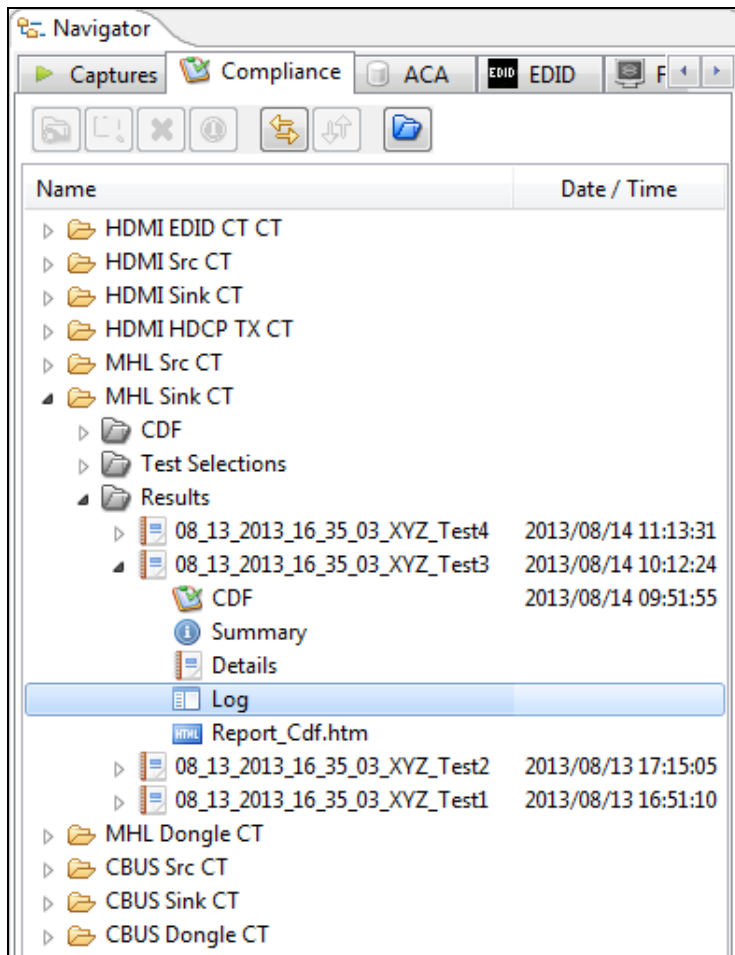 Navigator
Captures Compliance ACA EDID EDID F
Name Date / Time
HDMI EDID CT CT
HDMI Src CT
HDMI Sink CT
HDMI HDCP TX CT
MHL Src CT
MHL Sink CT
CDF
Test Selections
Results
08_13_2013_16_35_03_XYZ_Test4 2013/08/14 11:13:31
08_13_2013_16_35_03_XYZ_Test3 2013/08/14 10:12:24
CDF 2013/08/14 09:51:55
Summary
Details
Log
HTML Report_Cdf.htm
08_13_2013_16_35_03_XYZ_Test2 2013/08/13 17:15:05
08_13_2013_16_35_03_XYZ_Test1 2013/08/13 16:51:10
MHL Dongle CT
CBUS Src CT
CBUS Sink CT
CBUS Dongle CT